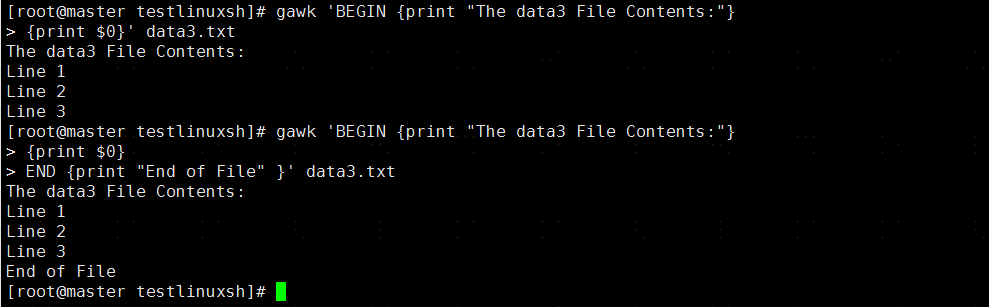 [root@master testlinuxsh]# gawk 'BEGIN {print "The data3 File Contents:"}
> {print $0}' data3.txt
The data3 File Contents:
Line 1
Line 2
Line 3
[root@master testlinuxsh]# gawk 'BEGIN {print "The data3 File Contents:"}
> {print $0}
> END {print "End of File" }' data3.txt
The data3 File Contents:
Line 1
Line 2
Line 3
End of File
[root@master testlinuxsh]#